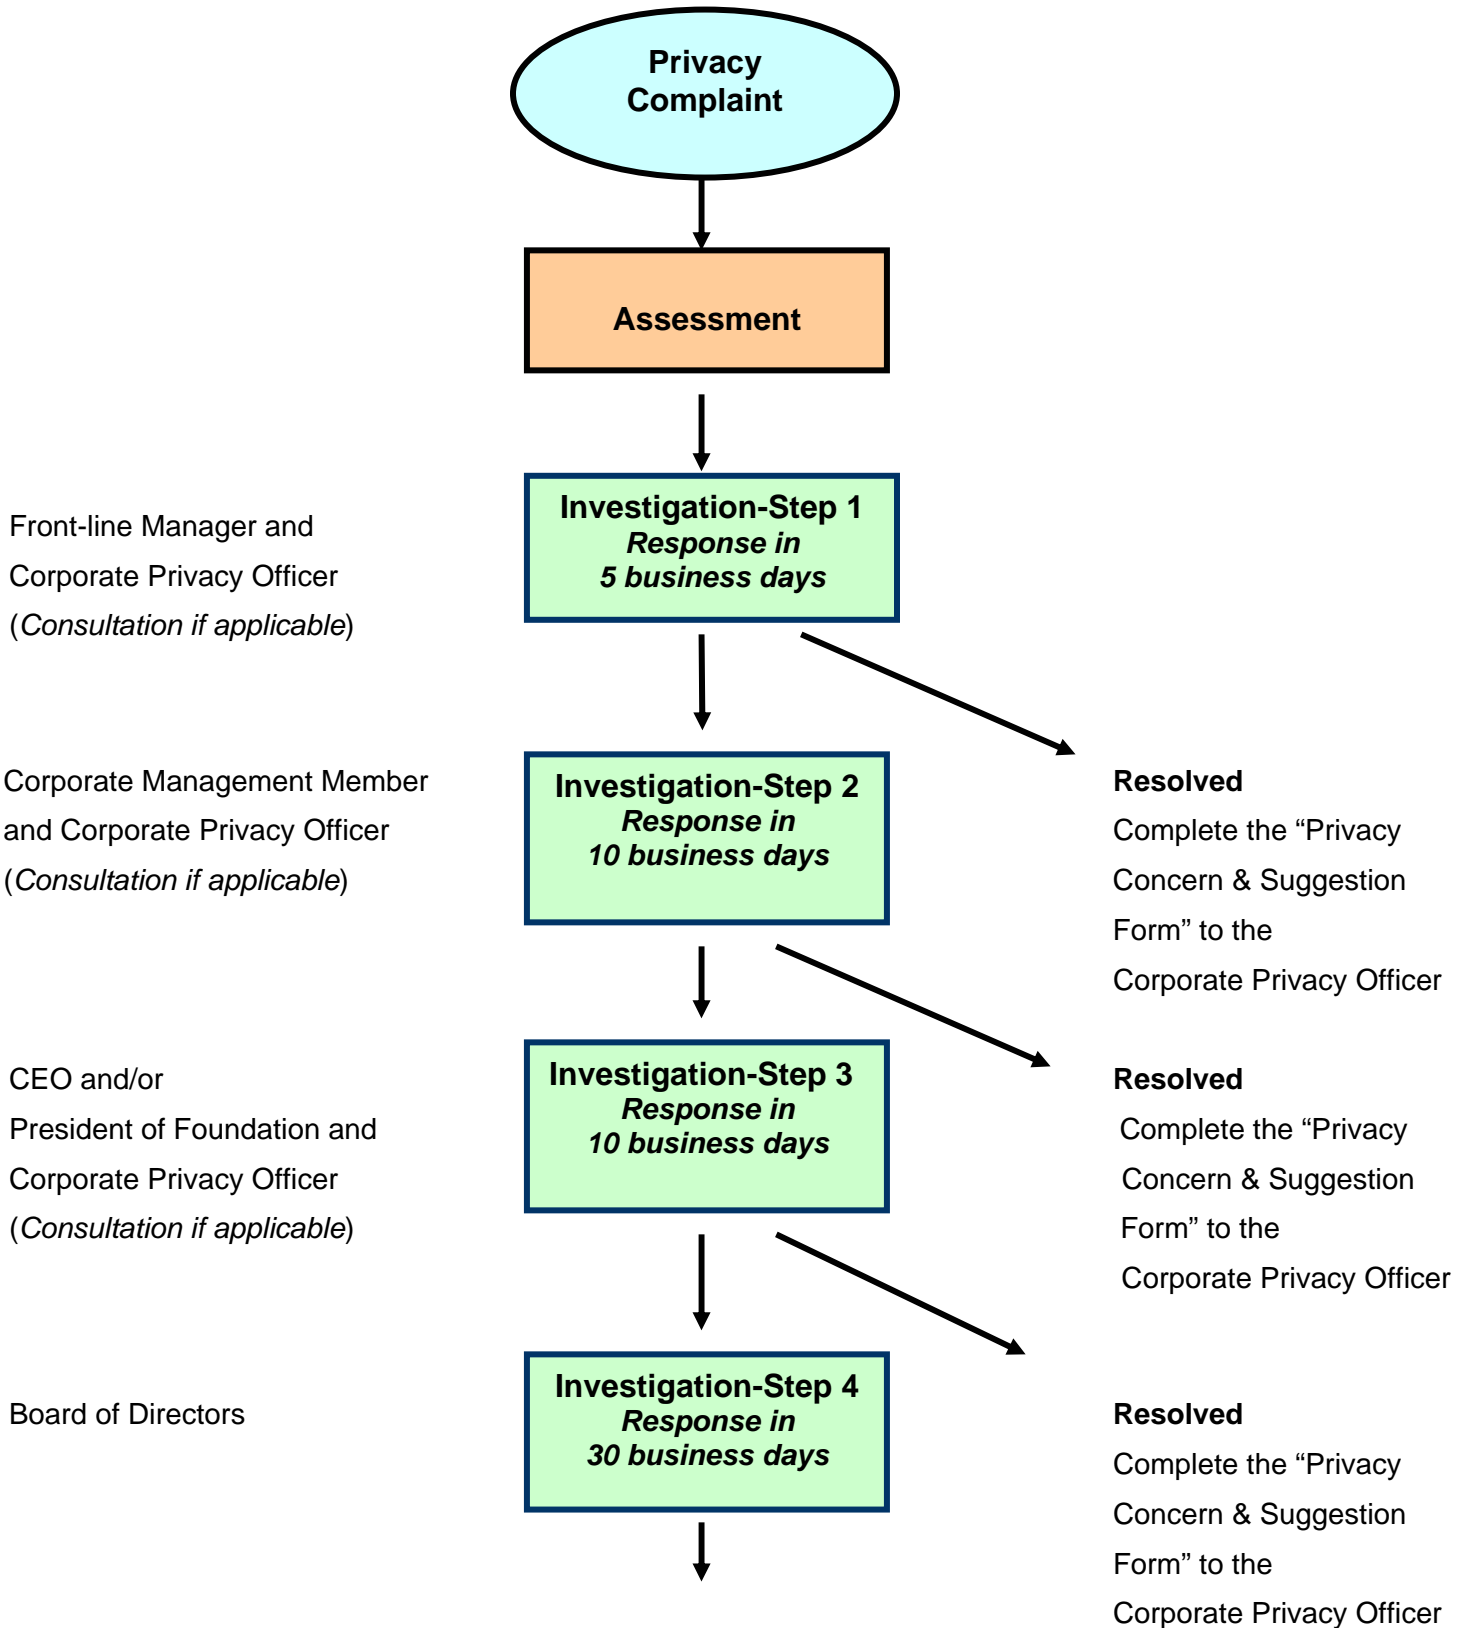 Privacy
Complaint
Assessment
Front-line Manager and
Corporate Privacy Officer
(Consultation if applicable)
Investigation-Step 1
Response in
5 business days
Corporate Management Member
and Corporate Privacy Officer
(Consultation if applicable)
Investigation-Step 2
Response in
10 business days
Resolved
Complete the “Privacy
Concern & Suggestion
Form” to the
Corporate Privacy Officer
CEO and/or
President of Foundation and
Corporate Privacy Officer
(Consultation if applicable)
Investigation-Step 3
Response in
10 business days
Resolved
Complete the “Privacy
Concern & Suggestion
Form” to the
Corporate Privacy Officer
Board of Directors
Investigation-Step 4
Response in
30 business days
Resolved
Complete the “Privacy
Concern & Suggestion
Form” to the
Corporate Privacy Officer